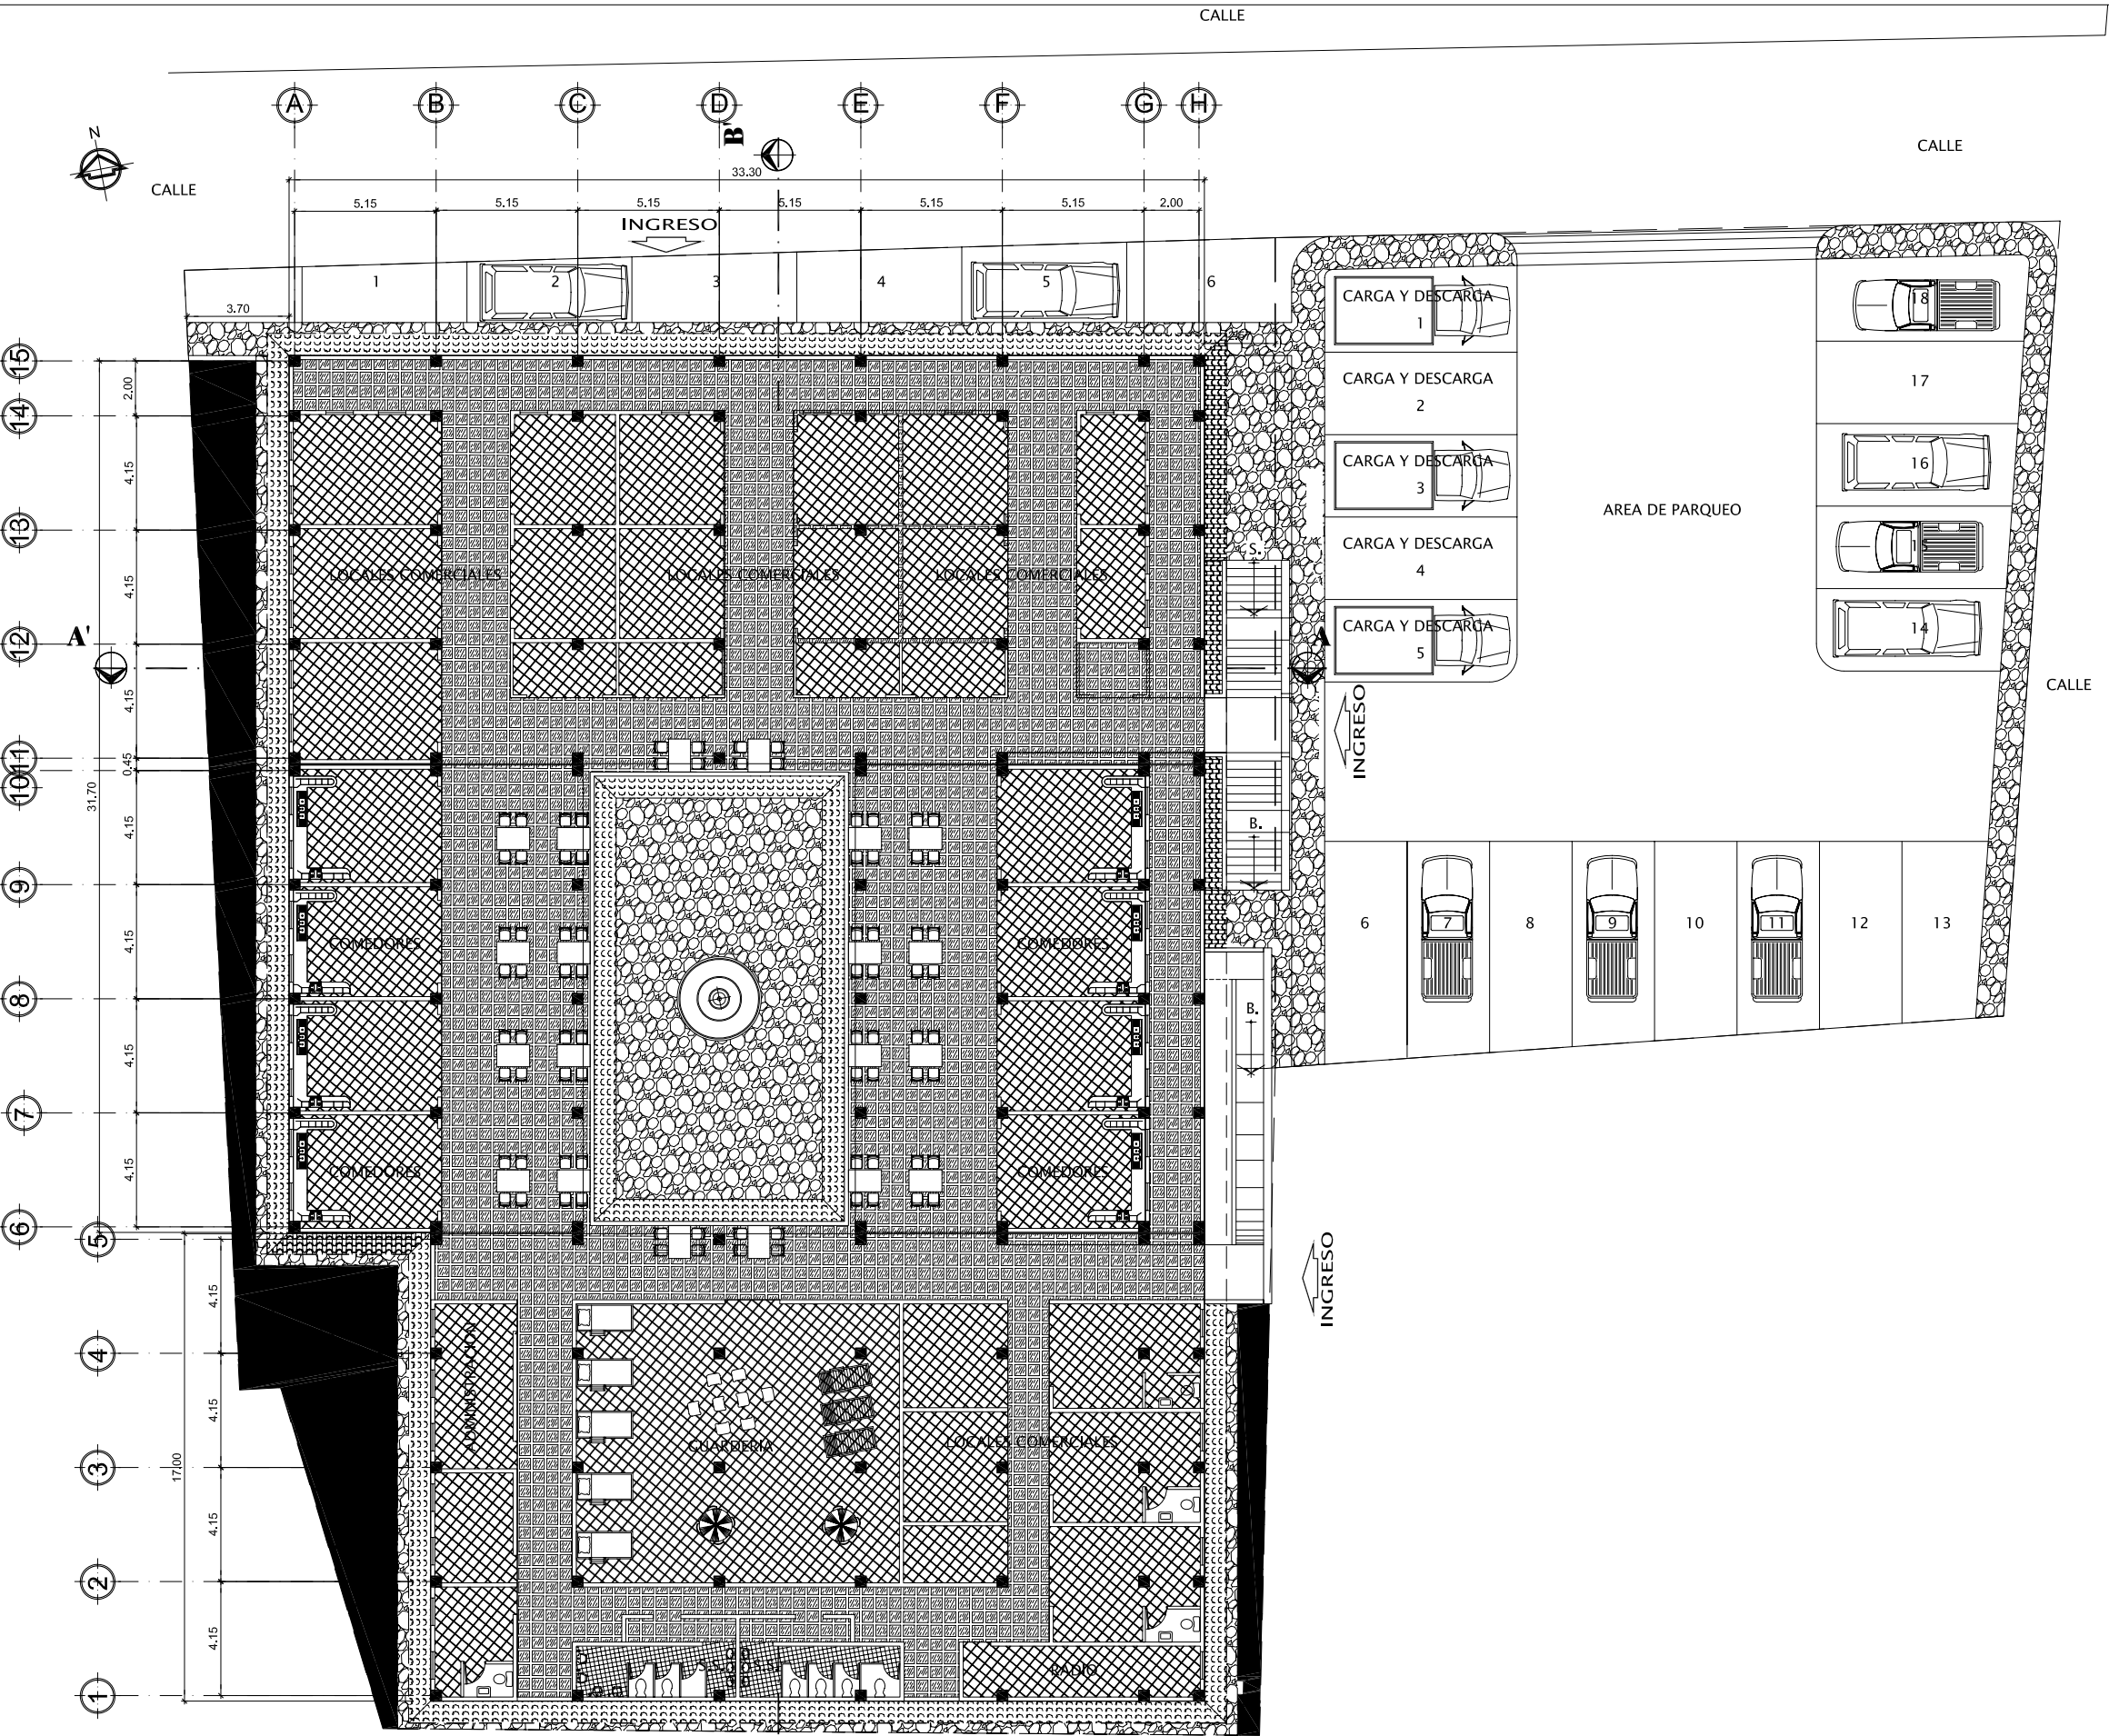 CALLE
A B C D E F G H
N
B'
CALLE
CALLE
33.30
5.15 5.15 5.15 5.15 5.15 5.15 2.00
INGRESO
1 2 3 4 5 6
3.70
2.67
CARGA Y DESCARGA
1
CARGA Y DESCARGA
2
CARGA Y DESCARGA
3
CARGA Y DESCARGA
4
CARGA Y DESCARGA
5
18
17
16
15
14
AREA DE PARQUEO
CALLE
15
14
13
12
11
10
9
8
7
6
5
4
3
2
1
2.00
4.15
4.15
4.15
0.45
4.15
4.15
4.15
4.15
31.70
A'
A
S.
LOCALES COMERCIALES LOCALES COMERCIALES LOCALES COMERCIALES
INGRESO
B.
6 7 8 9 10 11 12 13
COMEDORES COMEDORES
B.
COMEDORES COMEDORES
INGRESO
4.15
4.15
4.15
4.15
17.00
ADMINISTRACION
GUARDERIA
LOCALES COMERCIALES
RADIO